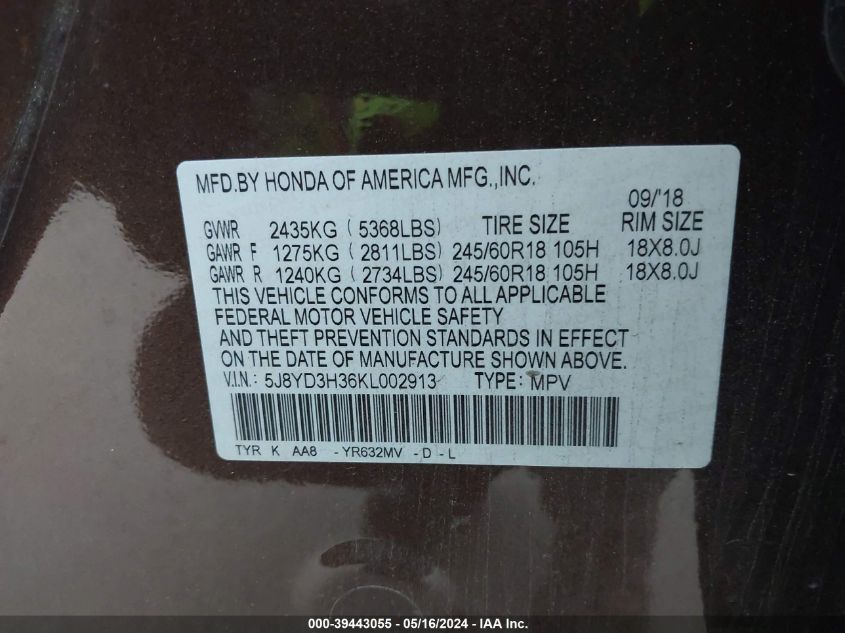 MFD.BY HONDA OF AMERICA MFG.,INC.
09/'18
GVWR 2435KG ( 5368LBS) TIRE SIZE RIM SIZE
GAWR F 1275KG ( 2811LBS) 245/60R18 105H 18X8.0J
GAWR R 1240KG ( 2734LBS) 245/60R18 105H 18X8.0J
THIS VEHICLE CONFORMS TO ALL APPLICABLE
FEDERAL MOTOR VEHICLE SAFETY
AND THEFT PREVENTION STANDARDS IN EFFECT
ON THE DATE OF MANUFACTURE SHOWN ABOVE.
V.I.N.: 5J8YD3H36KL002913 TYPE: MPV
TYR K AA8 -YR632MV -D -L
000-39443055 - 05/16/2024 - IAA Inc.